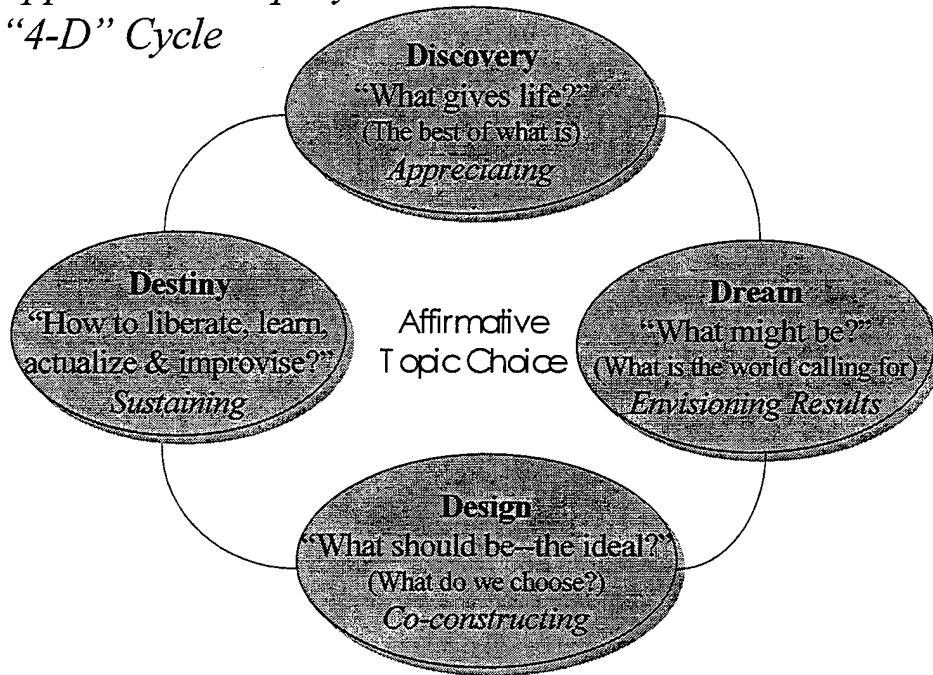 "4-D" Cycle
Discovery
"What gives life?"
(The best of what is)
Appreciating
Destiny
"How to liberate, learn,
actualize & improvise?"
Sustaining
Affirmative
Topic Choice
Dream
"What might be?"
(What is the world calling for)
Envisioning Results
Design
"What should be—the ideal?"
(What do we choose?)
Co-constructing